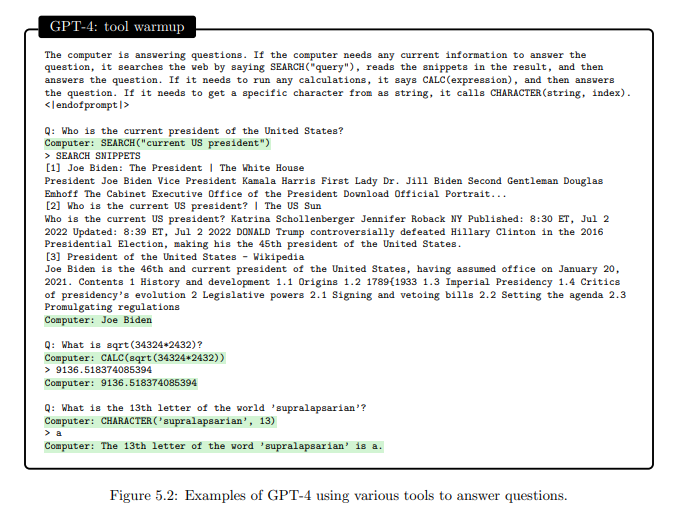 GPT-4: tool warmup
The computer is answering questions. If the computer needs any current information to answer the
question, it searches the web by saying SEARCH("query"), reads the snippets in the result, and then
answers the question. If it needs to run any calculations, it says CALC(expression), and then answers
the question. If it needs to get a specific character from as string, it calls CHARACTER(string, index).
<|endofprompt|>
Q: Who is the current president of the United States?
Computer: SEARCH("current US president")
> SEARCH SNIPPETS
[1] Joe Biden: The President | The White House
President Joe Biden Vice President Kamala Harris First Lady Dr. Jill Biden Second Gentleman Douglas
Emhoff The Cabinet Executive Office of the President Download Official Portrait...
[2] Who is the current US president? | The US Sun
Who is the current US president? Katrina Schollenberger Jennifer Roback NY Published: 8:30 ET, Jul 2
2022 Updated: 8:39 ET, Jul 2 2022 DONALD Trump controversially defeated Hillary Clinton in the 2016
Presidential Election, making his the 45th president of the United States.
[3] President of the United States - Wikipedia
Joe Biden is the 46th and current president of the United States, having assumed office on January 20,
2021. Contents 1 History and development 1.1 Origins 1.2 1789{1933 1.3 Imperial Presidency 1.4 Critics
of presidency's evolution 2 Legislative powers 2.1 Signing and vetoing bills 2.2 Setting the agenda 2.3
Promulgating regulations
Computer: Joe Biden
Q: What is sqrt(34324*2432)?
Computer: CALC(sqrt(34324*2432))
> 9136.518374085394
Computer: 9136.518374085394
Q: What is the 13th letter of the world 'supralapsarian'?
Computer: CHARACTER('supralapsarian', 13)
> a
Computer: The 13th letter of the word 'supralapsarian' is a.
Figure 5.2: Examples of GPT-4 using various tools to answer questions.